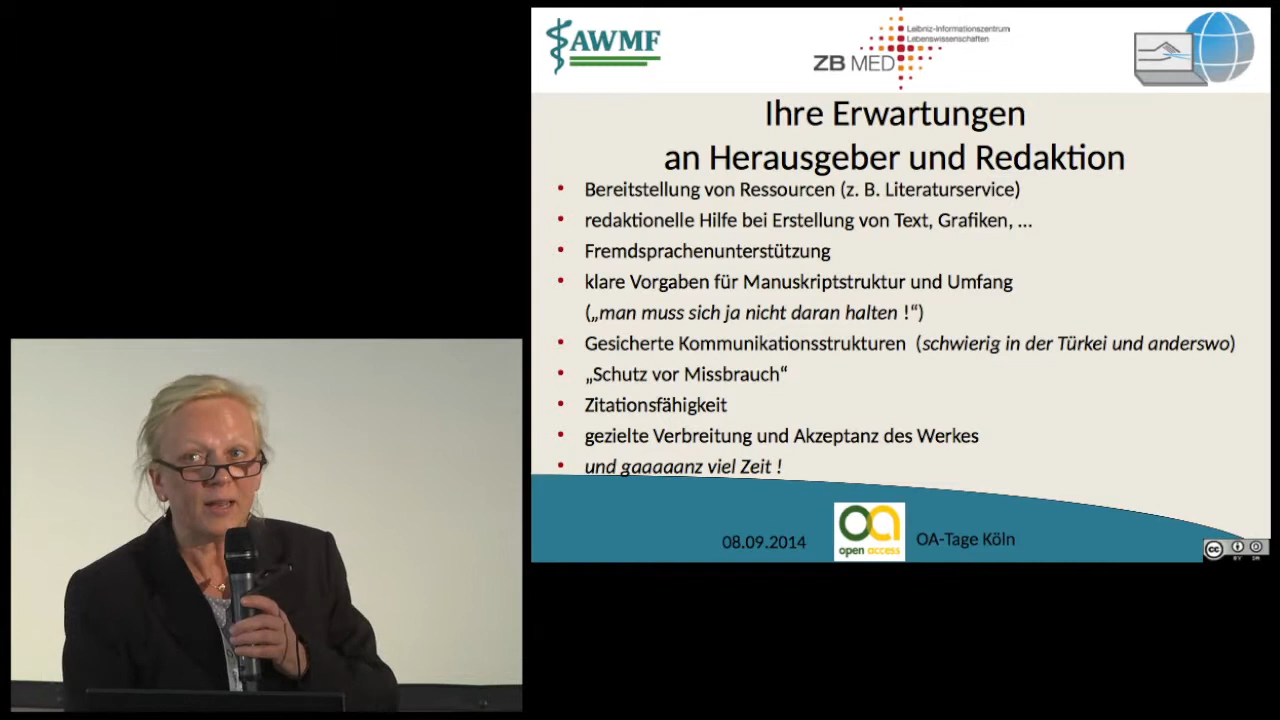 AWMF
ZB MED
Leibniz-Informationszentrum
Lebenswissenschaften
Ihre Erwartungen
an Herausgeber und Redaktion
• Bereitstellung von Ressourcen (z. B. Literaturservice)
• redaktionelle Hilfe bei Erstellung von Text, Grafiken, ...
• Fremdsprachenunterstützung
• klare Vorgaben für Manuskriptstruktur und Umfang
(„man muss sich ja nicht daran halten !“)
• Gesicherte Kommunikationsstrukturen (schwierig in der Türkei und anderswo)
• „Schutz vor Missbrauch“
• Zitationsfähigkeit
• gezielte Verbreitung und Akzeptanz des Werkes
• und gaaaaanz viel Zeit !
08.09.2014
oa
open access
OA-Tage Köln
cc